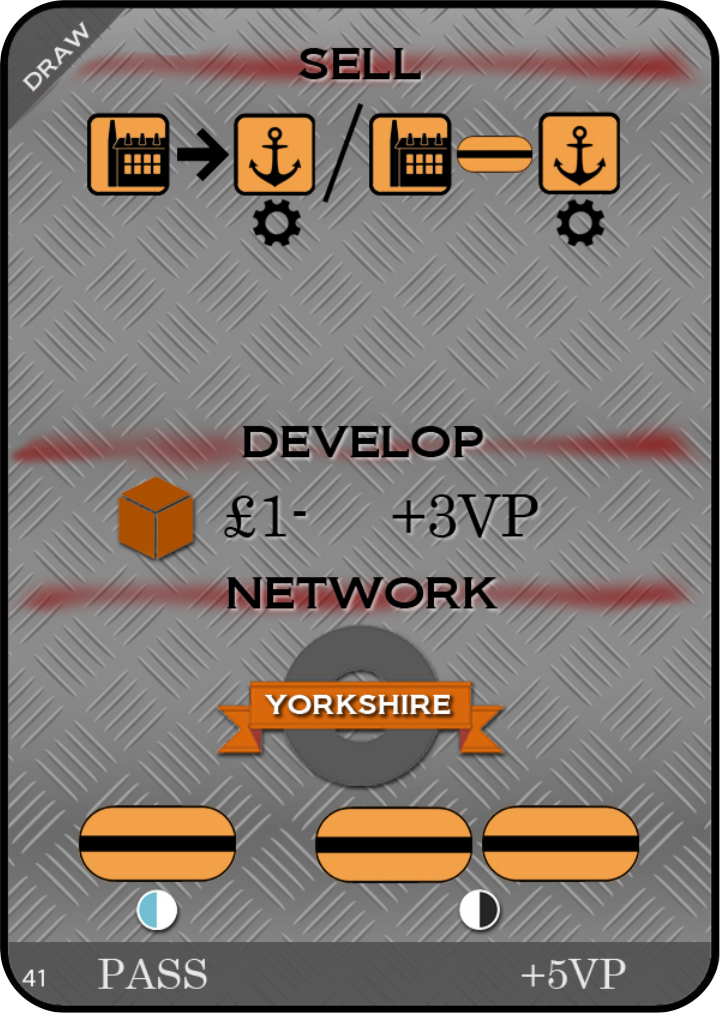 DRAW
SELL
DEVELOP
£1- +3VP
NETWORK
YORKSHIRE
41 PASS +5VP